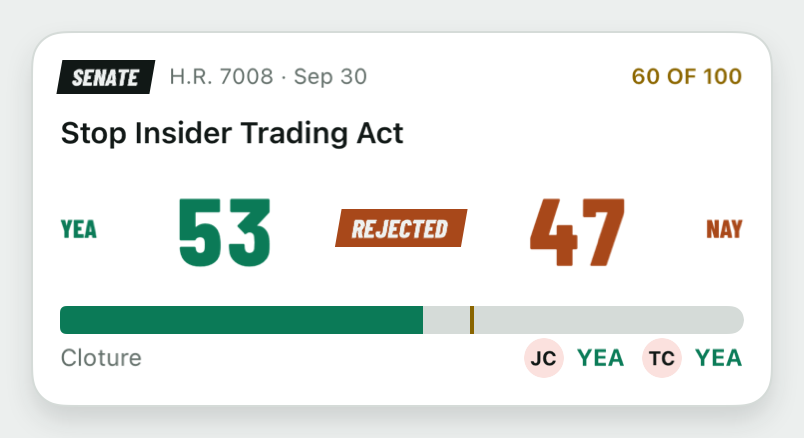 SENATE H.R. 7008 · Sep 30 60 OF 100
Stop Insider Trading Act
YEA 53 REJECTED 47 NAY
Cloture JC YEA TC YEA